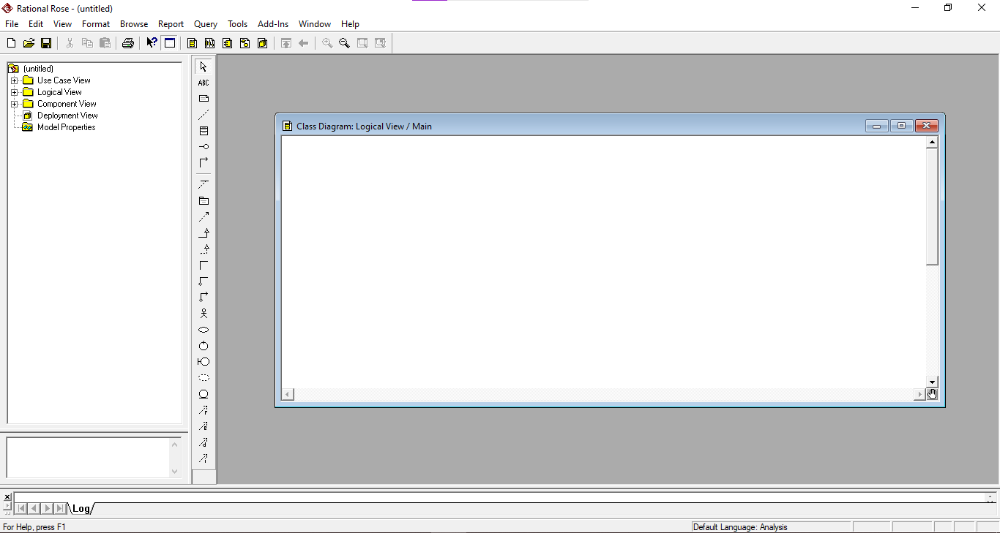 Rational Rose - (untitled)
File Edit View Format Browse Report Query Tools Add-Ins Window Help
(untitled)
Use Case View
Logical View
Component View
Deployment View
Model Properties
ABC
Class Diagram: Logical View / Main
Log
For Help, press F1
Default Language: Analysis